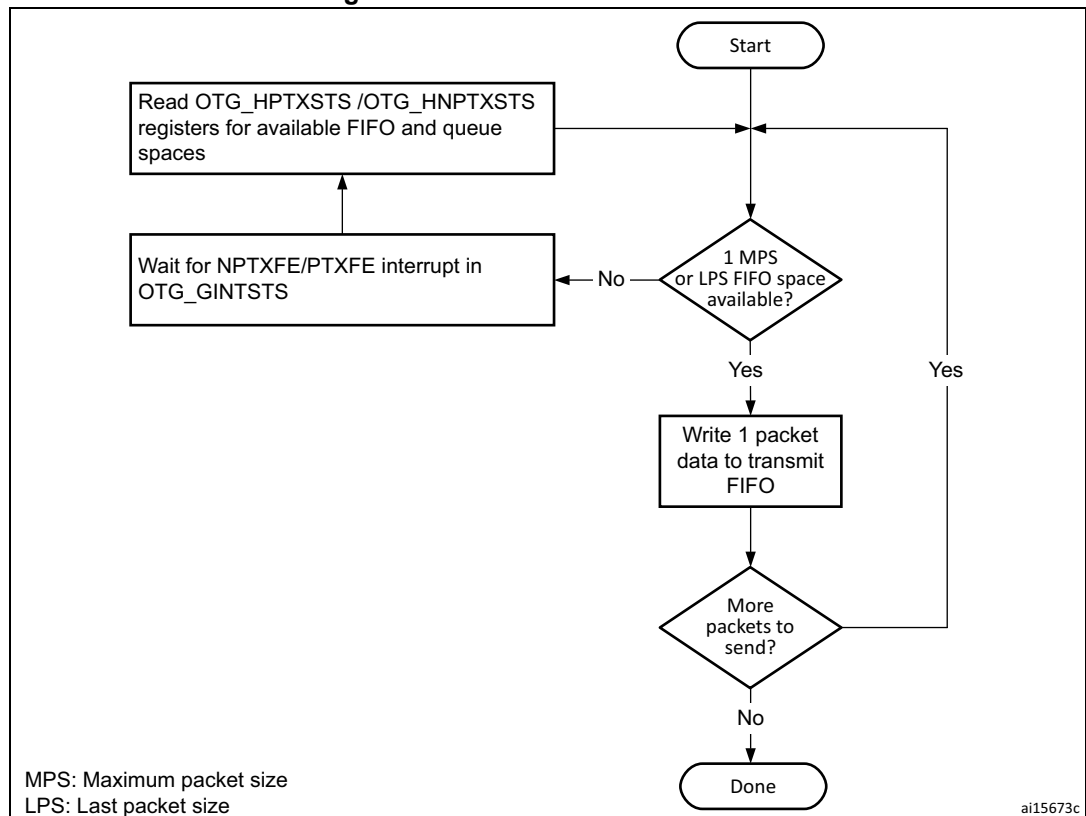 Start
Read OTG_HPTXSTS /OTG_HNPTXSTS
registers for available FIFO and queue
spaces
1 MPS
or LPS FIFO space
available?
No
Wait for NPTXFE/PTXFE interrupt in
OTG_GINTSTS
Yes
Yes
Write 1 packet
data to transmit
FIFO
More
packets to
send?
No
Done
MPS: Maximum packet size
LPS: Last packet size
ai15673c